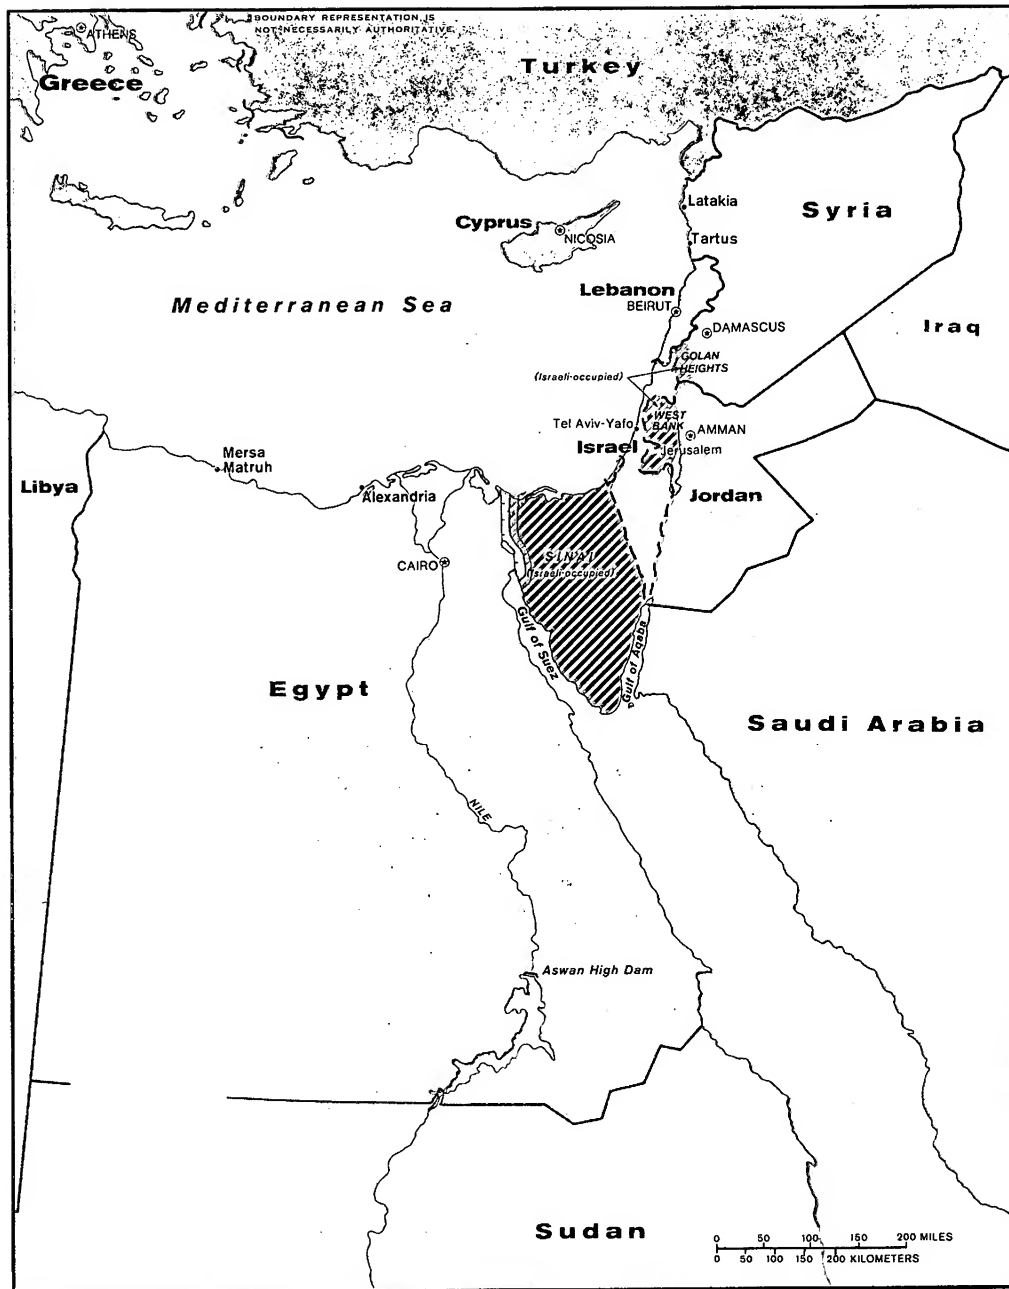 BOUNDARY REPRESENTATION IS
NOT NECESSARILY AUTHORITATIVE
ATHENS
Greece
Turkey
Latakia
Syria
Cyprus
NICOSIA
Tartus
Mediterranean Sea
Lebanon
BEIRUT
DAMASCUS
Iraq
GOLAN
HEIGHTS
(Israeli-occupied)
WEST
BANK
Tel Aviv-Yafo
AMMAN
Israel
Jerusalem
Mersa
Matruh
Libya
Alexandria
Jordan
CAIRO
SINAI
(Israeli-occupied)
Gulf of Suez
Gulf of Aqaba
Egypt
Saudi Arabia
NILE
Aswan High Dam
Sudan
0 50 100 150 200 MILES
0 50 100 150 200 KILOMETERS